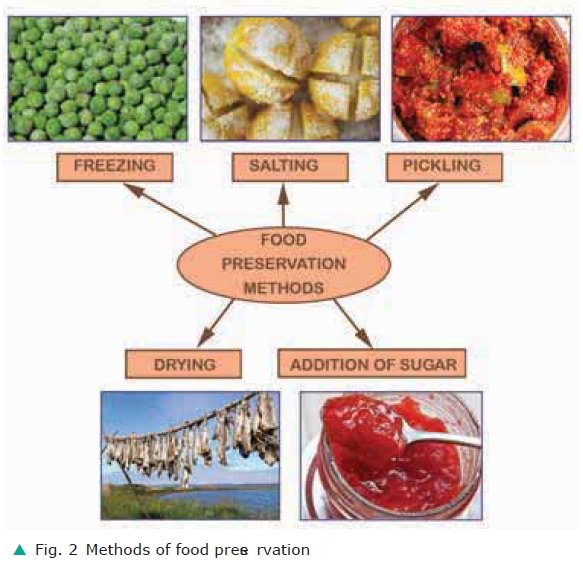 FREEZING
SALTING
PICKLING
FOOD
PRESERVATION
METHODS
DRYING
ADDITION OF SUGAR
▲ Fig. 2 Methods of food prese rvation